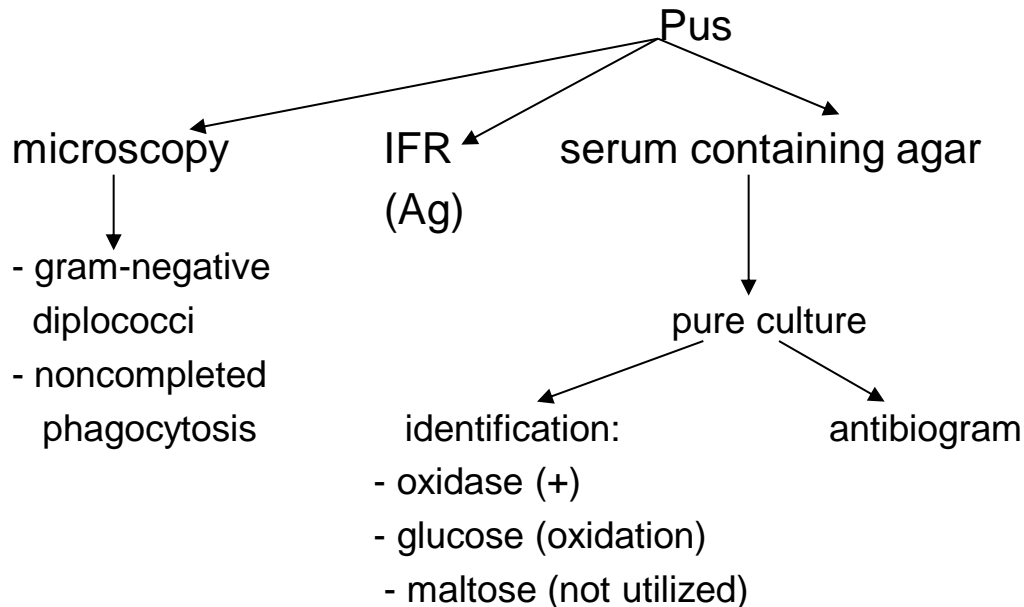 Pus
microscopy
IFR
(Ag)
serum containing agar
- gram-negative
diplococci
- noncompleted
phagocytosis
pure culture
identification:
- oxidase (+)
- glucose (oxidation)
- maltose (not utilized)
antibiogram